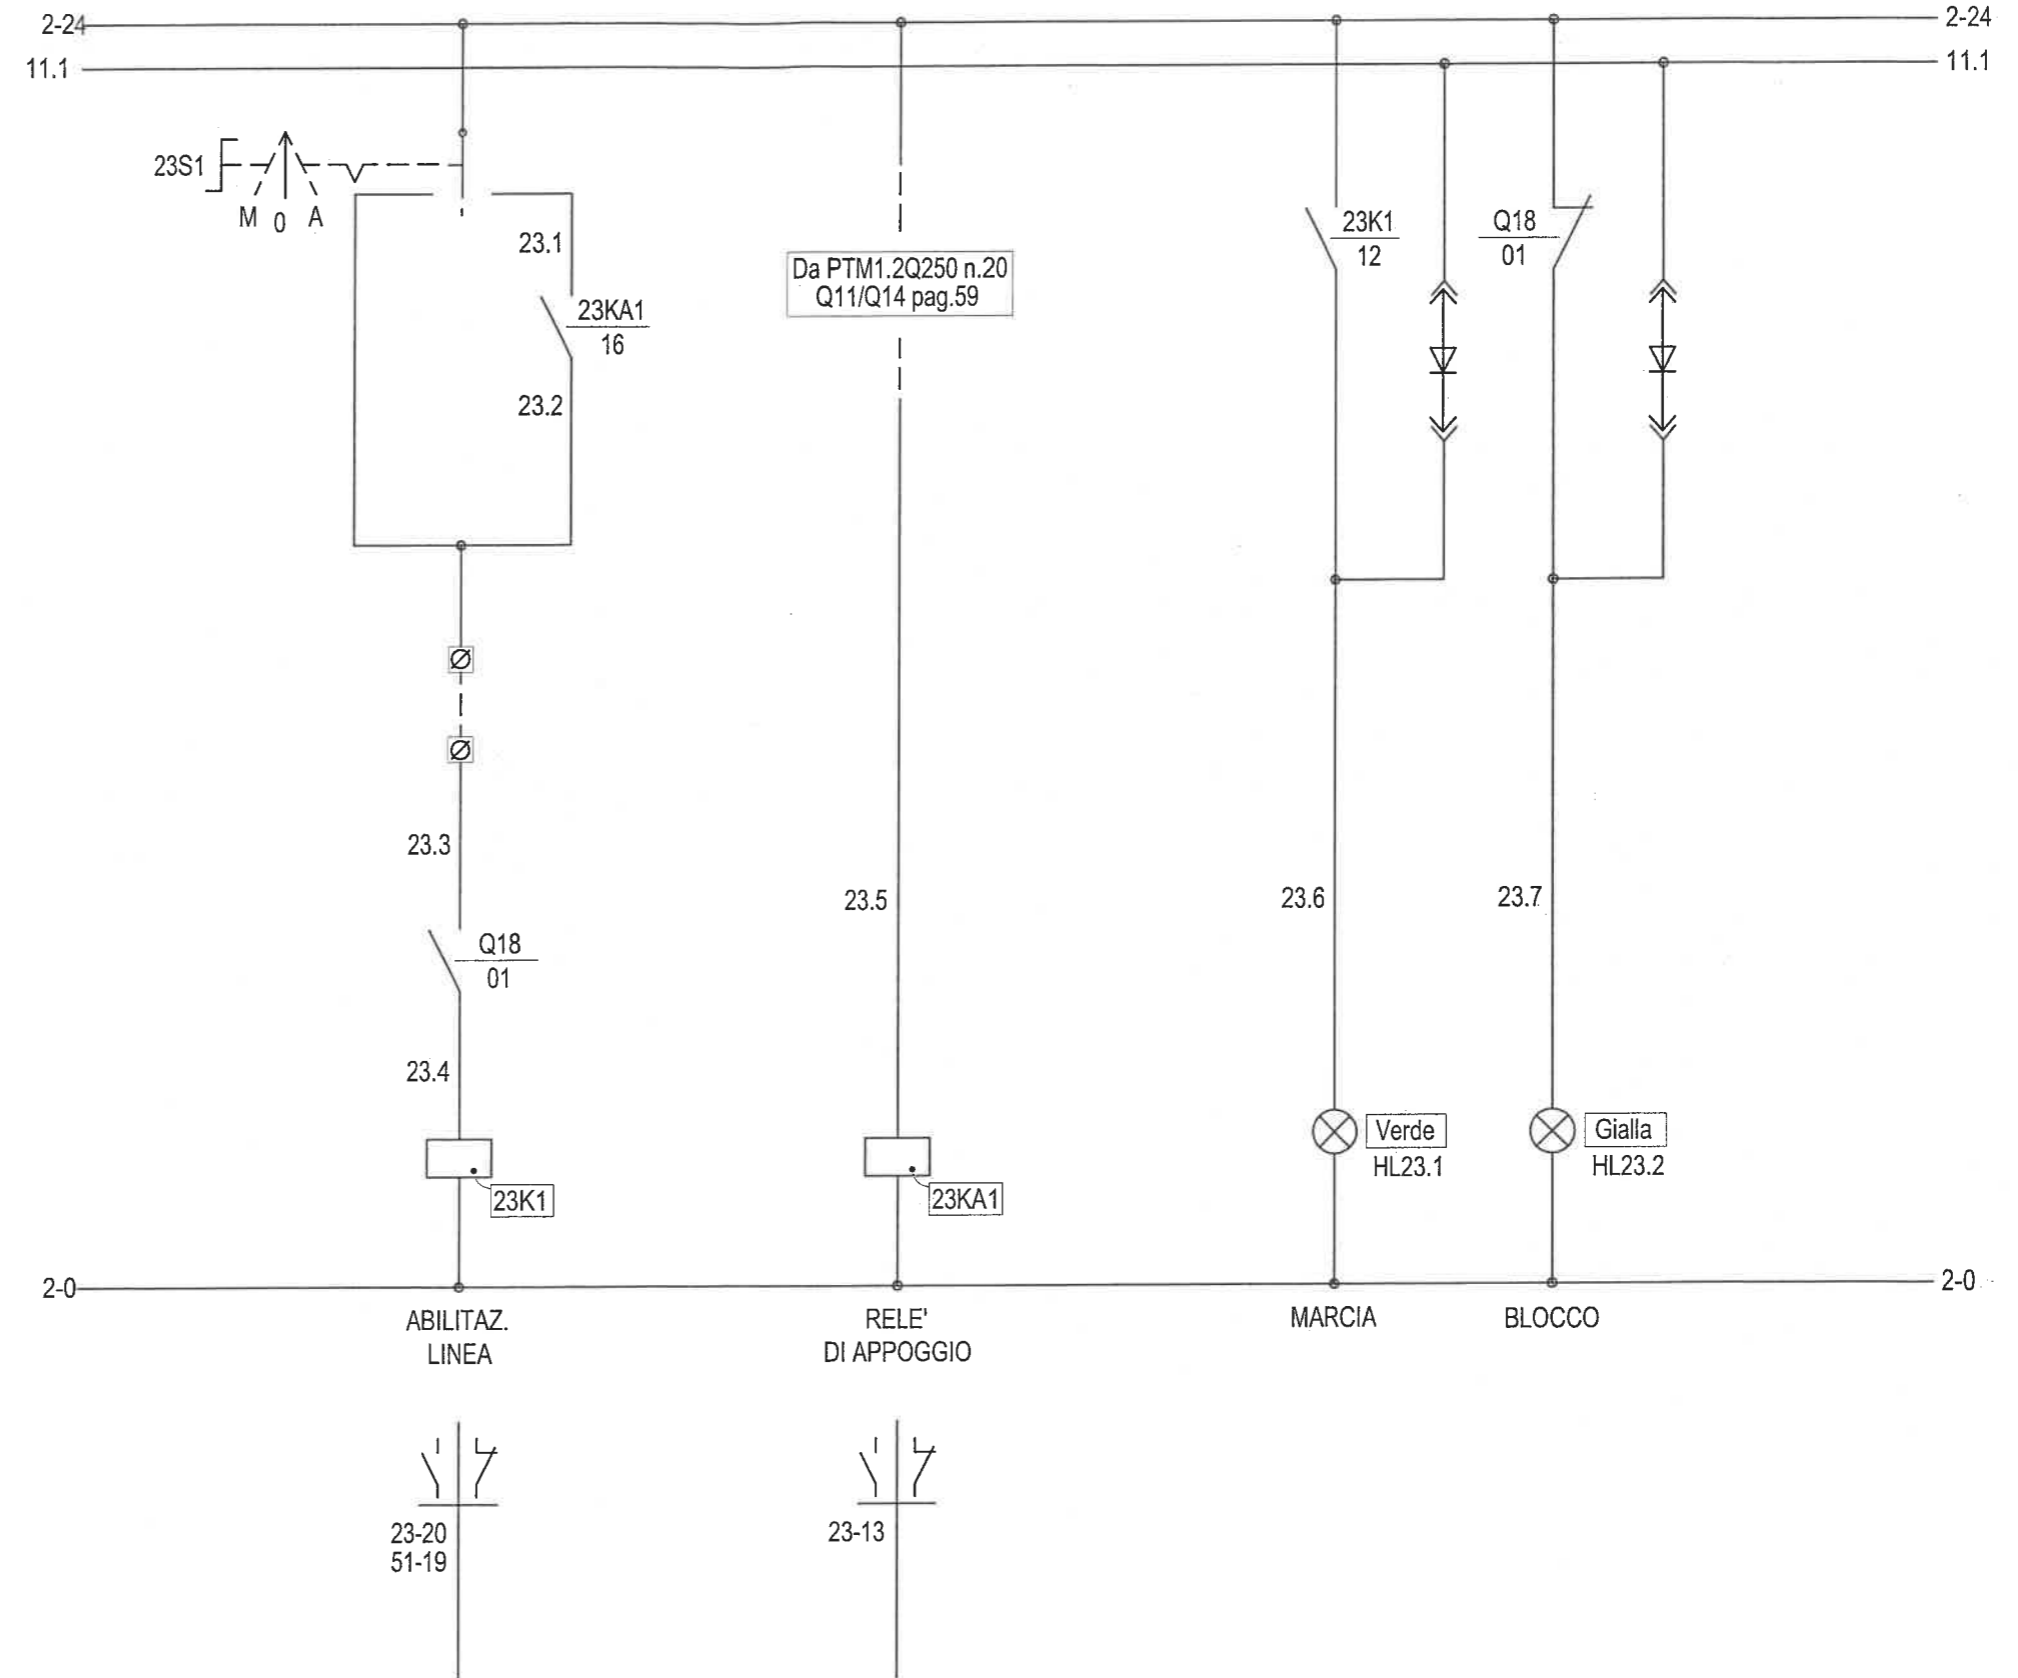 2-24
2-24
11.1
11.1
23S1
M 0 A
23.1
23KA1
16
23.2
Da PTM1.2Q250 n.20
Q11/Q14 pag.59
23K1
12
Q18
01
23.3
Q18
01
23.4
23K1
23.5
23KA1
23.6
Verde
HL23.1
23.7
Gialla
HL23.2
2-0
2-0
ABILITAZ.
LINEA
RELE'
DI APPOGGIO
MARCIA
BLOCCO
23-20
51-19
23-13